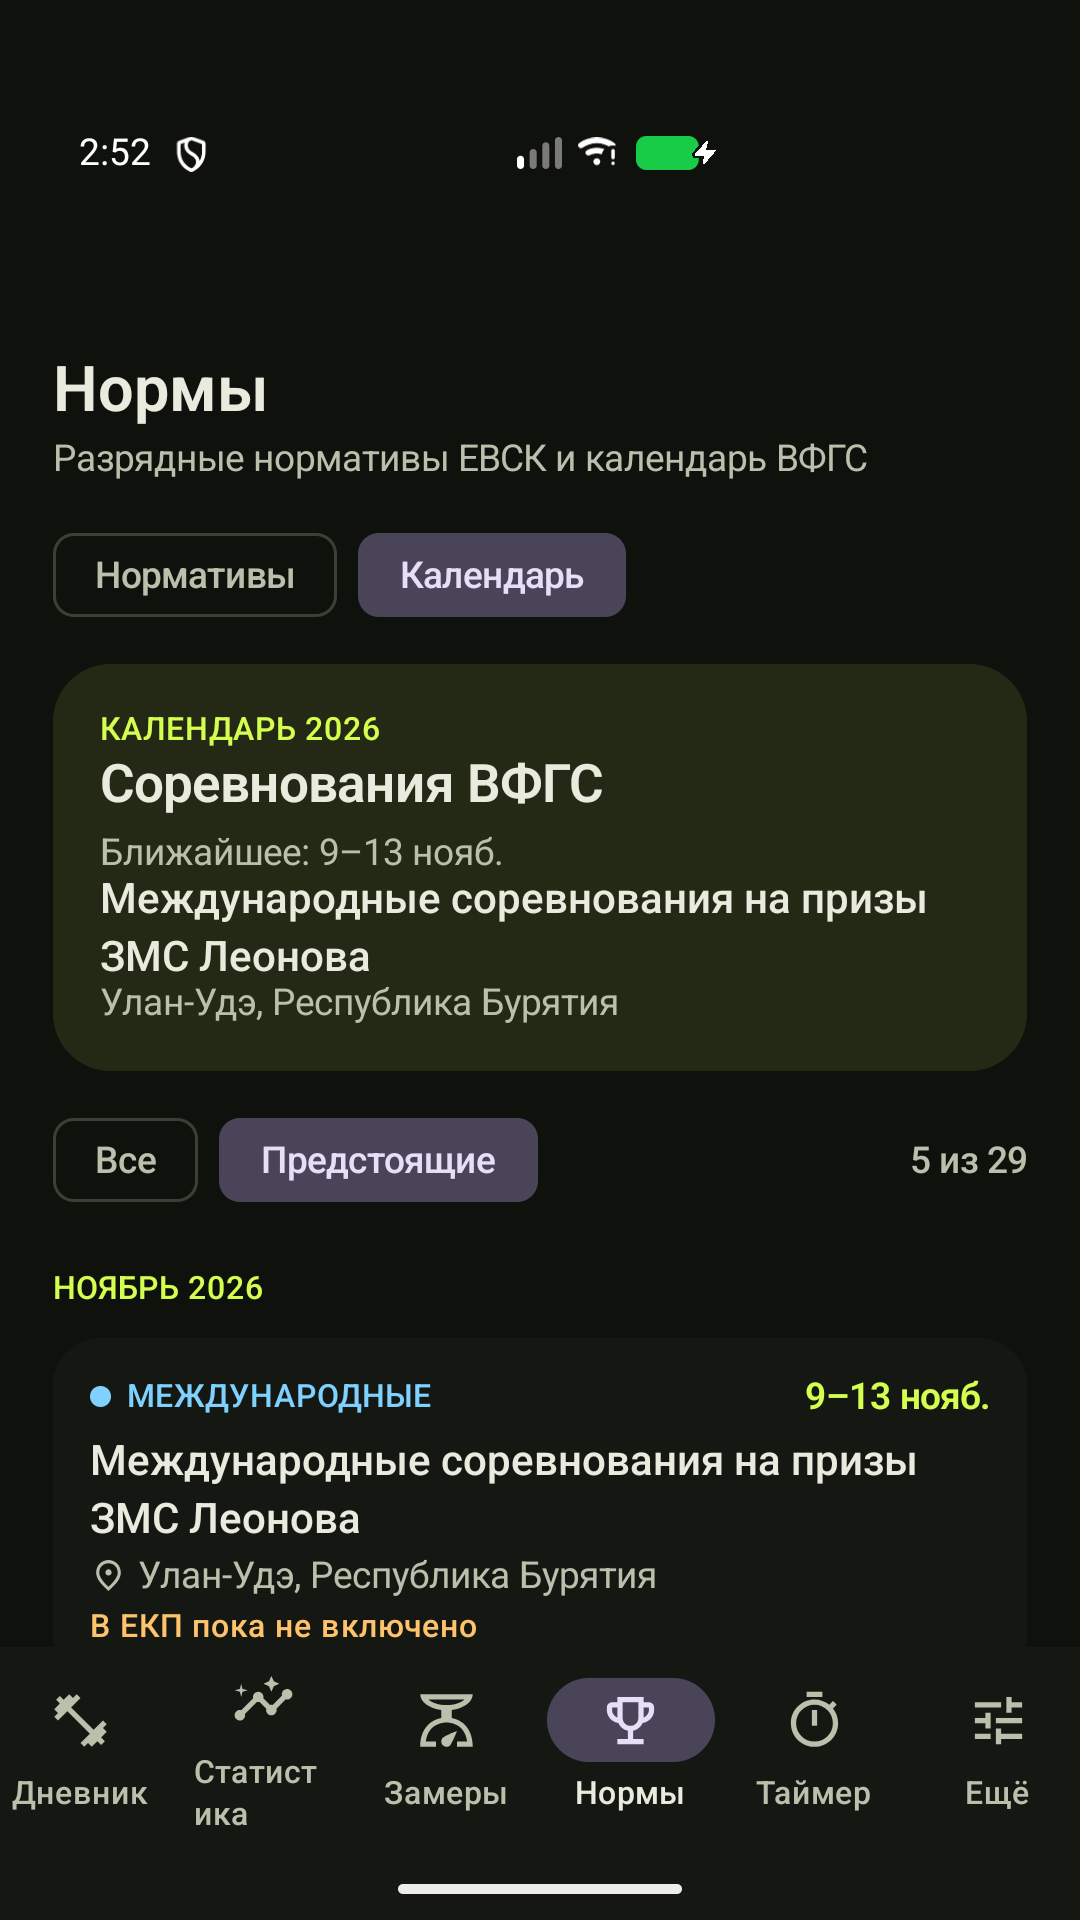 2:52
Нормы
Разрядные нормативы ЕВСК и календарь ВФГС
Нормативы
Календарь
КАЛЕНДАРЬ 2026
Соревнования ВФГС
Ближайшее: 9–13 нояб.
Международные соревнования на призы
ЗМС Леонова
Улан-Удэ, Республика Бурятия
Все
Предстоящие
5 из 29
НОЯБРЬ 2026
МЕЖДУНАРОДНЫЕ
9–13 нояб.
Международные соревнования на призы
ЗМС Леонова
Улан-Удэ, Республика Бурятия
В ЕКП пока не включено
Дневник
Статист
ика
Замеры
Нормы
Таймер
Ещё